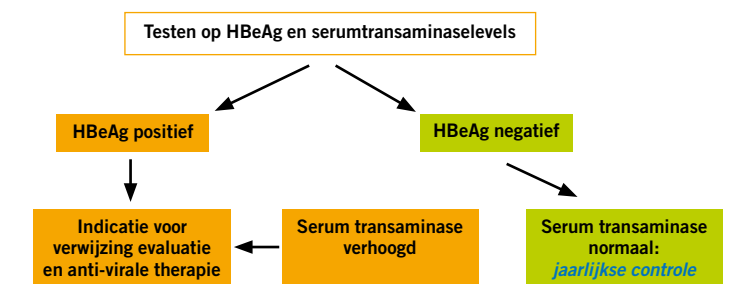 Testen op HBeAg en serumtransaminaselevels
HBeAg positief
HBeAg negatief
Indicatie voor
verwijzing evaluatie
en anti-virale therapie
Serum transaminase
verhoogd
Serum transaminase
normaal:
jaarlijkse controle